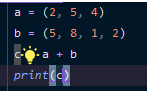 a = (2, 5, 4)
b = (5, 8, 1, 2)
c a + b
print(c)